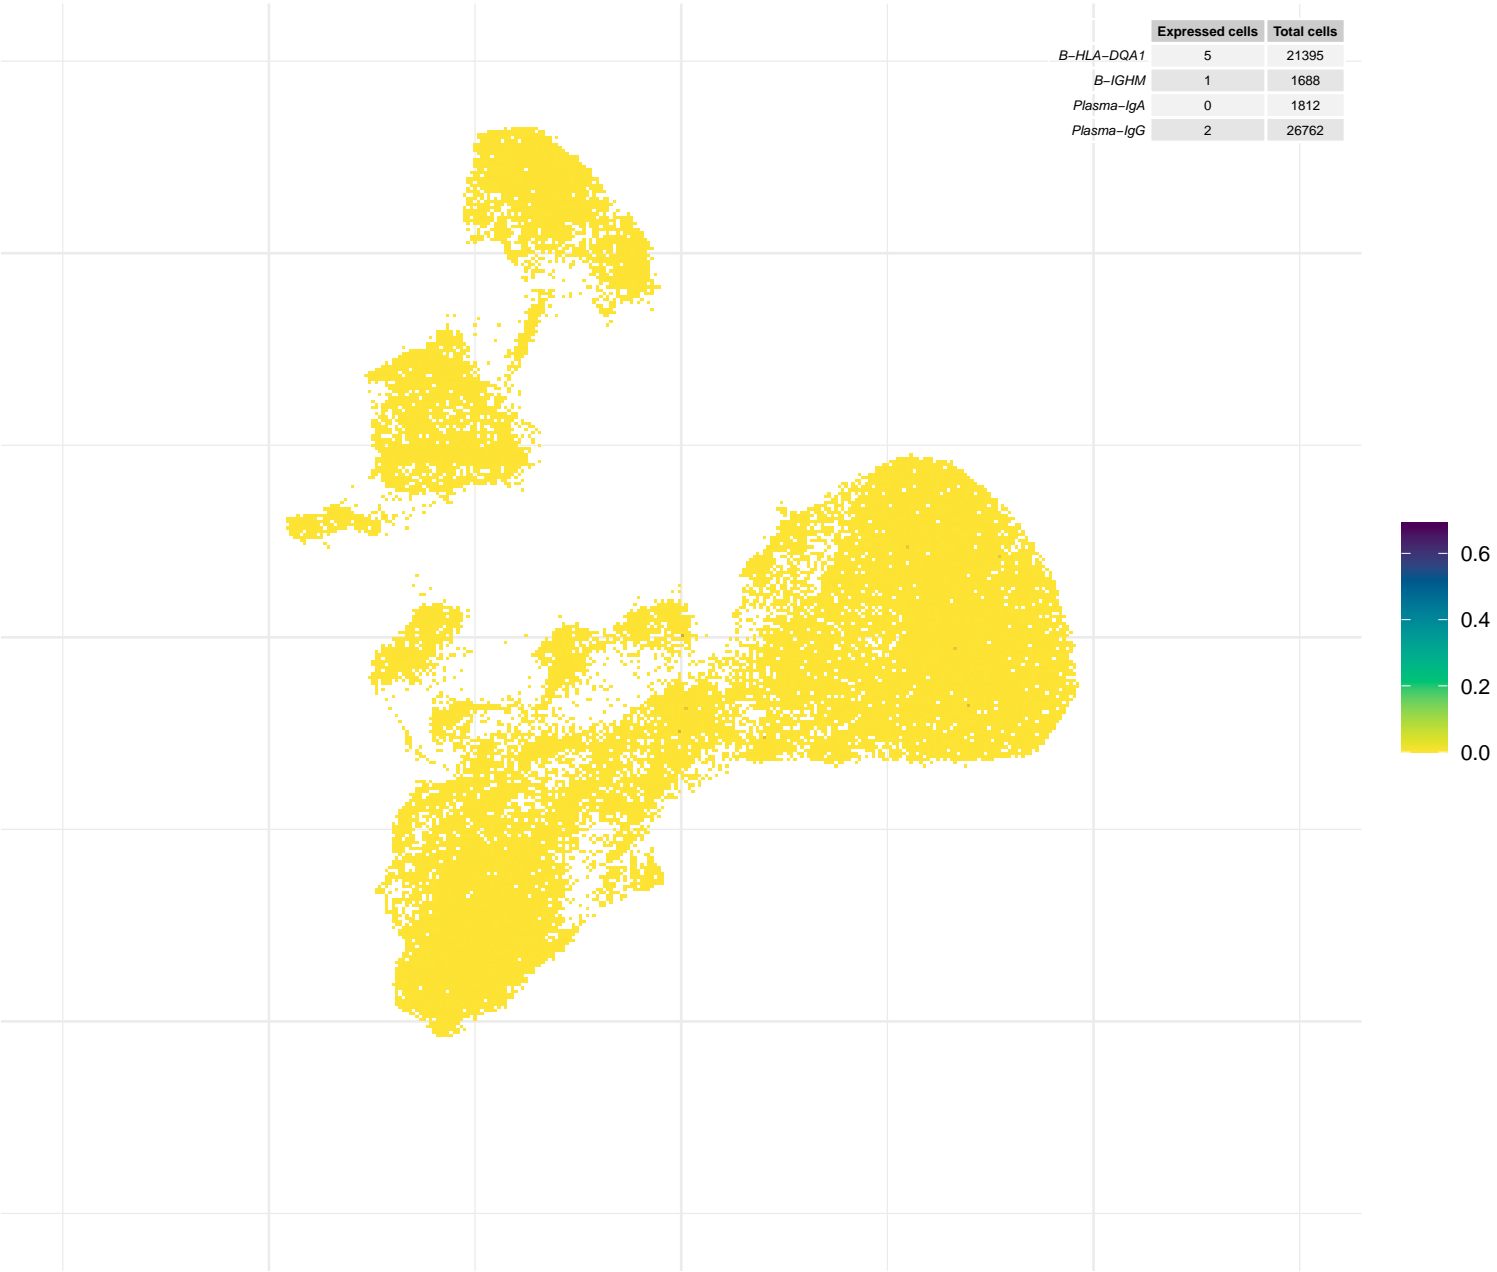 Expressed cells Total cells
B−HLA−DQA1 5 21395
B−IGHM 1 1688
Plasma−IgA 0 1812
Plasma−IgG 2 26762
0.6
0.4
0.2
0.0